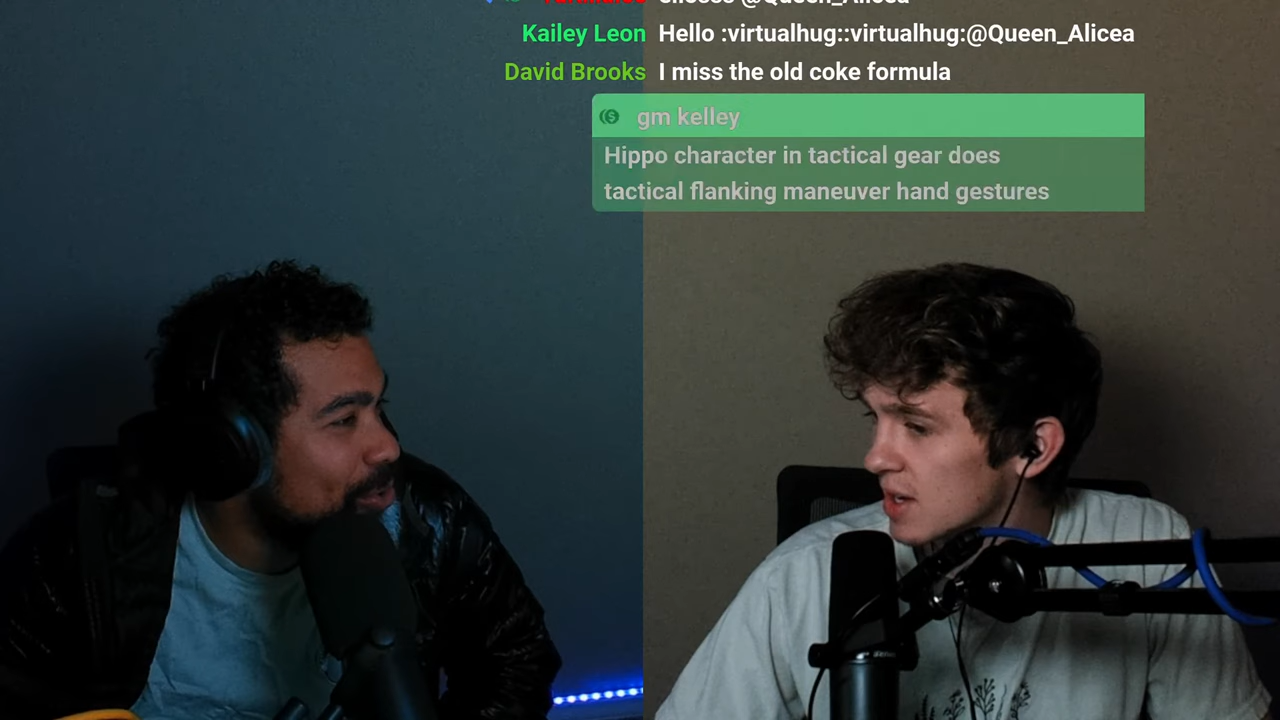 @Queen_Alicea
Kailey Leon Hello :virtualhug::virtualhug:@Queen_Alicea
David Brooks I miss the old coke formula
gm kelley
Hippo character in tactical gear does
tactical flanking maneuver hand gestures